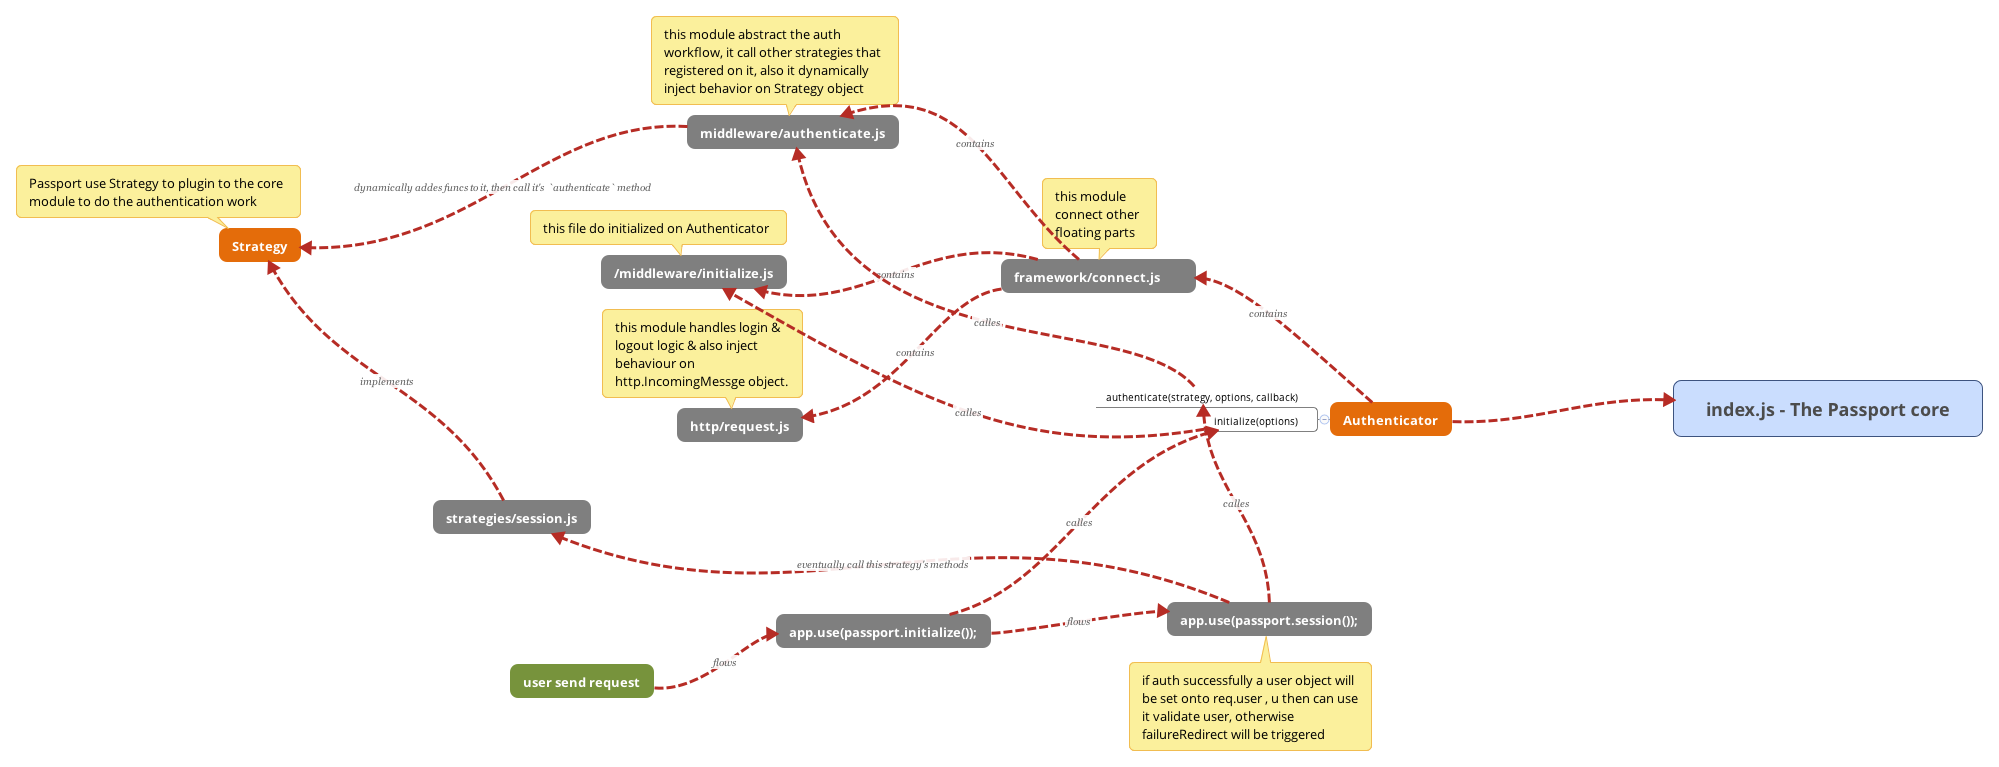 this module abstract the auth
workflow, it call other strategies that
registered on it, also it dynamically
inject behavior on Strategy object
middleware/authenticate.js
contains
Passport use Strategy to plugin to the core
module to do the authentication work
dynamically addes funcs to it, then call it's `authenticate` method
this module
connect other
floating parts
this file do initialized on Authenticator
Strategy
/middleware/initialize.js
contains
framework/connect.js
contains
this module handles login &
logout logic & also inject
behaviour on
http.IncomingMessge object.
calles
contains
implements
authenticate(strategy, options, callback)
calles
initialize(options)
http/request.js
Authenticator
index.js - The Passport core
calles
strategies/session.js
calles
eventually call this strategy's methods
app.use(passport.initialize());
flows
app.use(passport.session());
flows
user send request
if auth successfully a user object will
be set onto req.user , u then can use
it validate user, otherwise
failureRedirect will be triggered